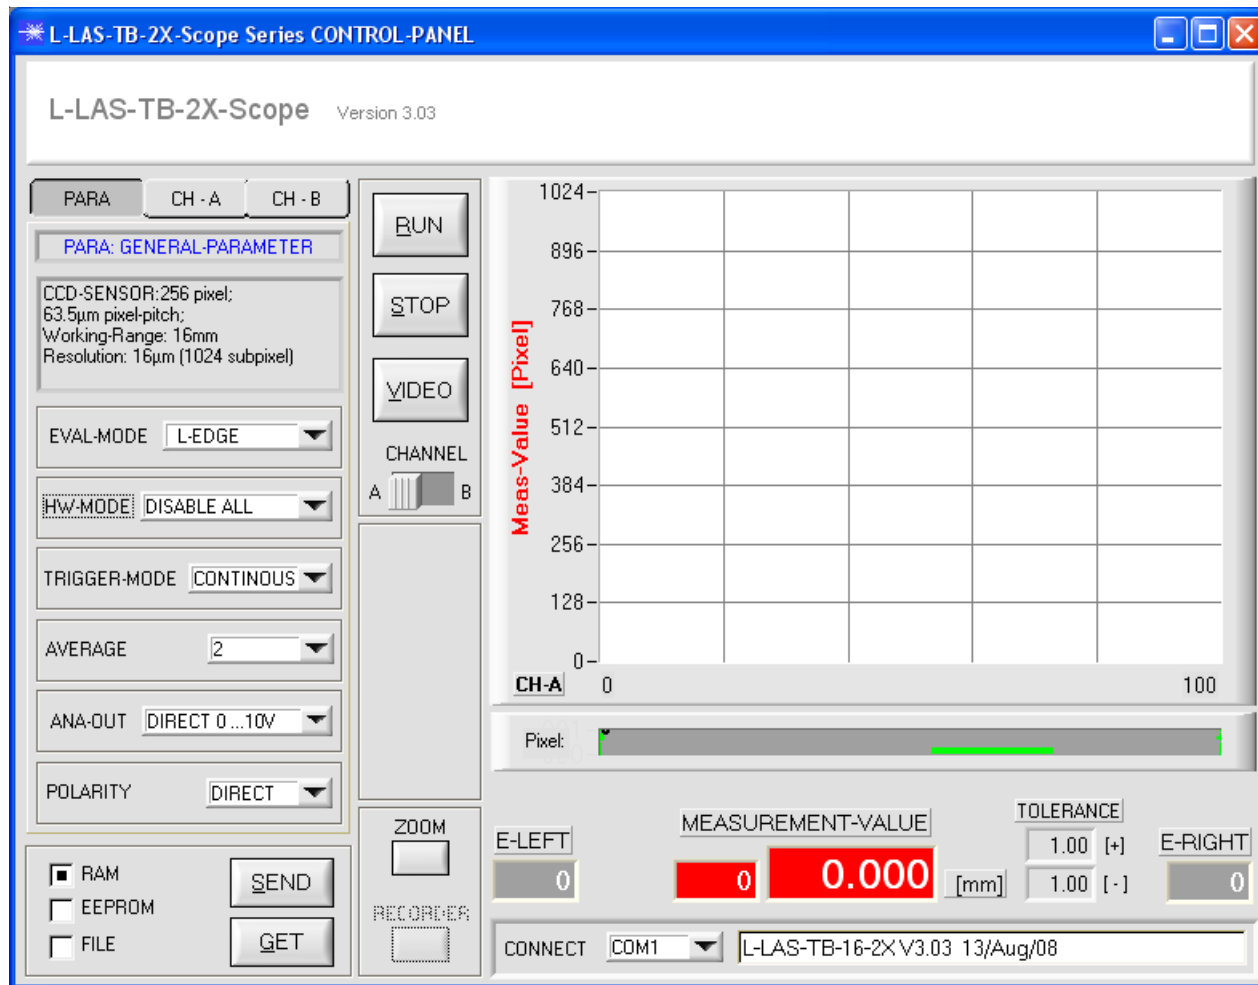 L-LAS-TB-2X-Scope Series CONTROL-PANEL
L-LAS-TB-2X-Scope Version 3.03
PARA CH - A CH - B
PARA: GENERAL-PARAMETER
CCD-SENSOR:256 pixel;
63.5µm pixel-pitch;
Working-Range: 16mm
Resolution: 16µm (1024 subpixel)
EVAL-MODE L-EDGE
HW-MODE DISABLE ALL
TRIGGER-MODE CONTINOUS
AVERAGE 2
ANA-OUT DIRECT 0 ...10V
POLARITY DIRECT
RAM
EEPROM
FILE
SEND
GET
RUN
STOP
VIDEO
CHANNEL
A B
ZOOM
RECORDER
Meas-Value [Pixel]
1024
896
768
640
512
384
256
128
0
CH-A 0 100
Pixel:
E-LEFT
0
MEASUREMENT-VALUE
0 0.000 [mm]
TOLERANCE
1.00 [+]
1.00 [-]
E-RIGHT
0
CONNECT COM1 L-LAS-TB-16-2X V3.03 13/Aug/08